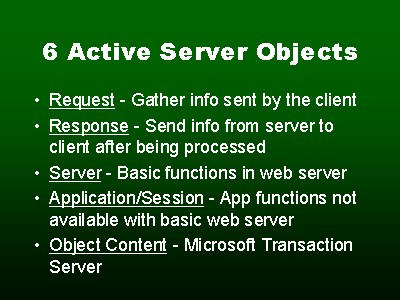 6 Active Server Objects
• Request - Gather info sent by the client
• Response - Send info from server to
client after being processed
• Server - Basic functions in web server
• Application/Session - App functions not
available with basic web server
• Object Content - Microsoft Transaction
Server